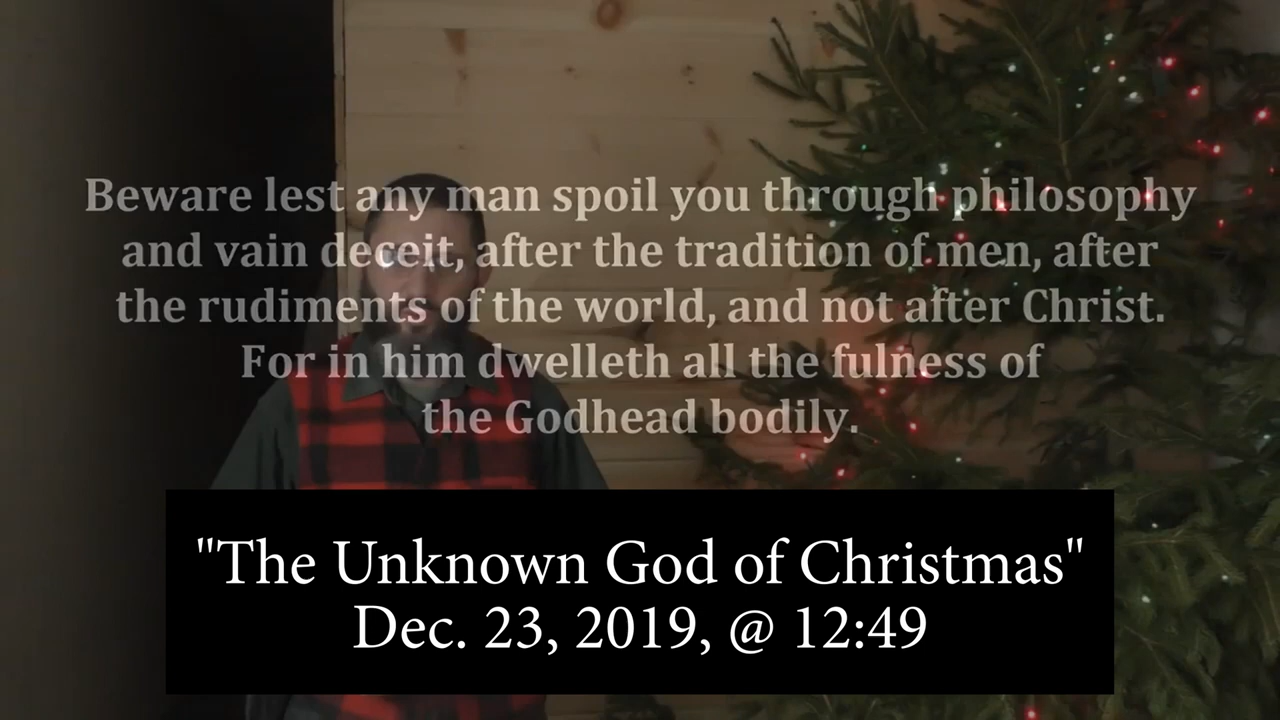 Beware lest any man spoil you through philosophy
and vain deceit, after the tradition of men, after
the rudiments of the world, and not after Christ.
For in him dwelleth all the fulness of
the Godhead bodily.
"The Unknown God of Christmas"
Dec. 23, 2019, @ 12:49